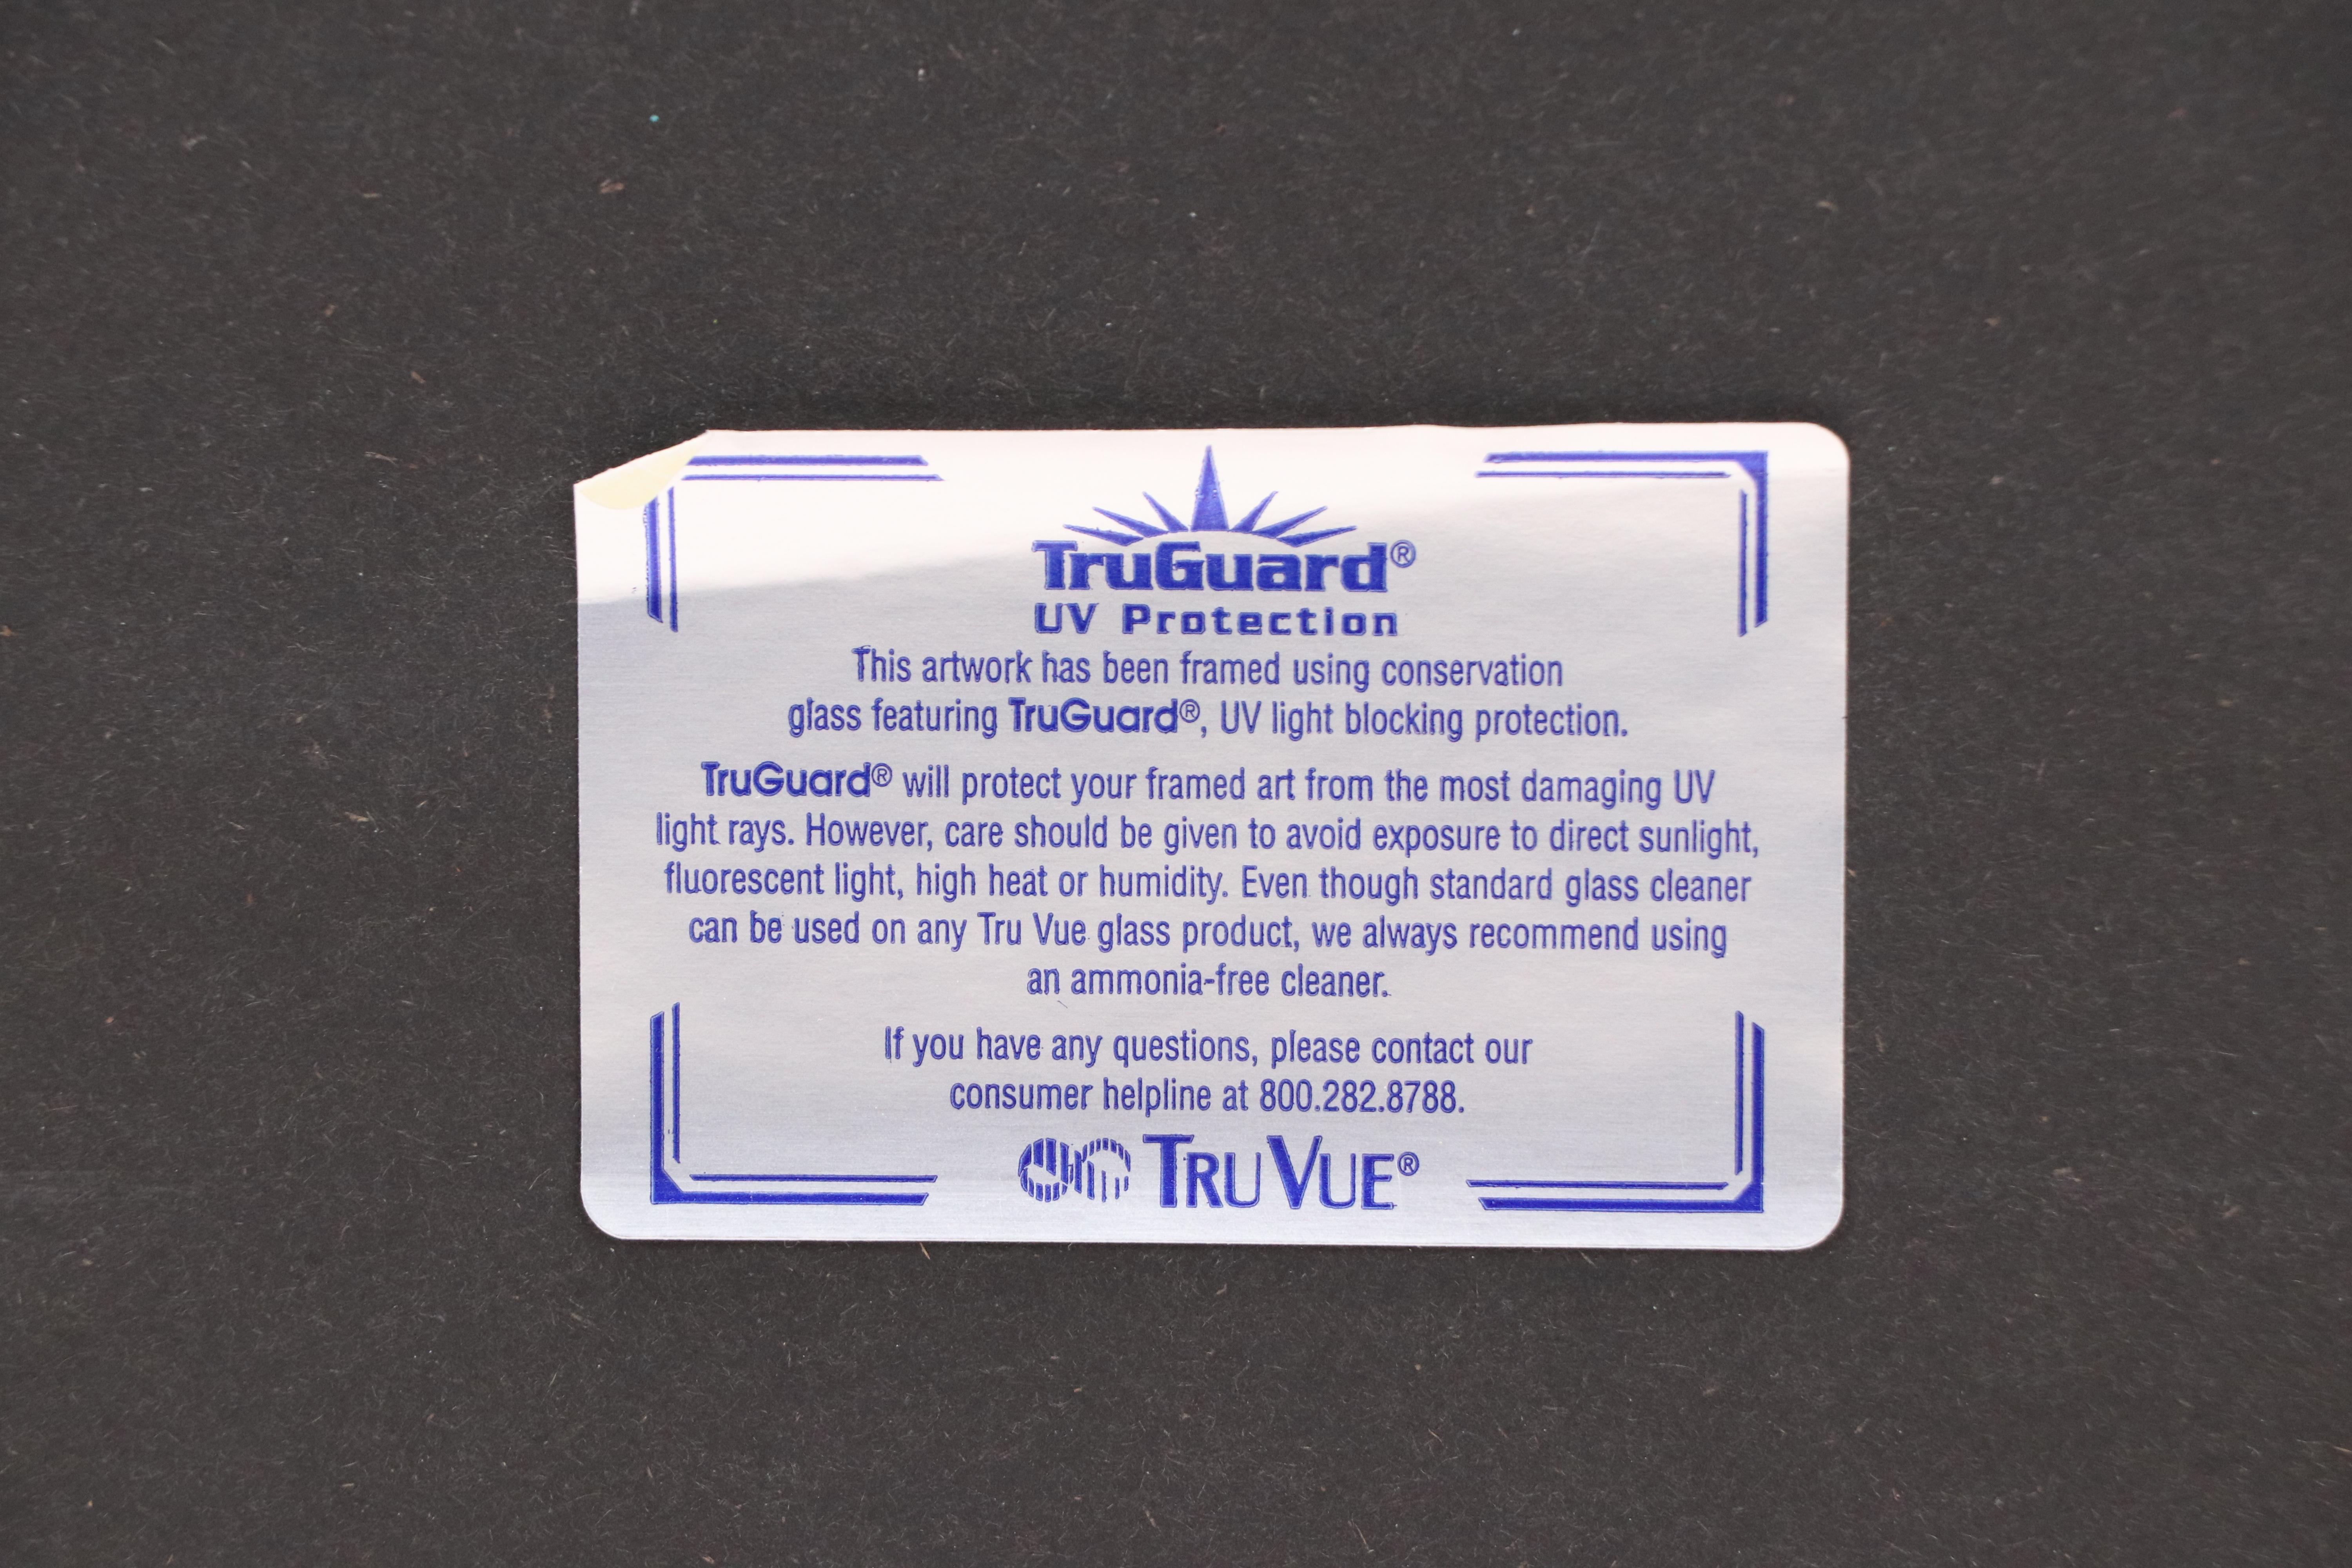 TruGuard®
UV Protection
This artwork has been framed using conservation
glass featuring TruGuard®, UV light blocking protection.
TruGuard® will protect your framed art from the most damaging UV
light rays. However, care should be given to avoid exposure to direct sunlight,
fluorescent light, high heat or humidity. Even though standard glass cleaner
can be used on any Tru Vue glass product, we always recommend using
an ammonia-free cleaner.
If you have any questions, please contact our
consumer helpline at 800.282.8788.
TRU VUE®